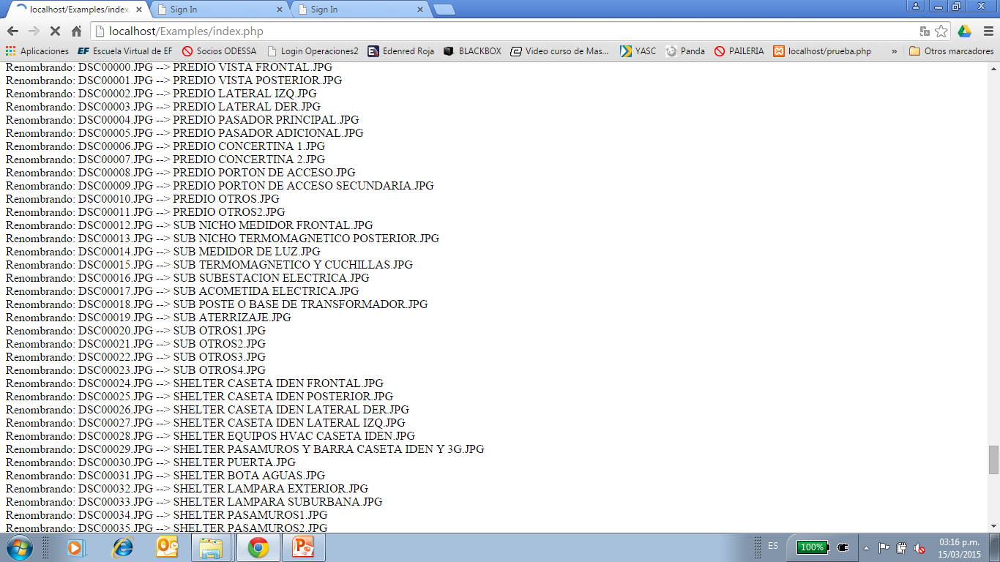 localhost/Examples/index.
Sign In
Sign In
localhost/Examples/index.php
Aplicaciones EF Escuela Virtual de EF Socios ODESSA Login Operaciones2 Edenred Roja BLACKBOX Video curso de Mas... YASC Panda PAILERIA localhost/prueba.php » Otros marcadores
Renombrando: DSC00000.JPG --> PREDIO VISTA FRONTAL.JPG
Renombrando: DSC00001.JPG --> PREDIO VISTA POSTERIOR.JPG
Renombrando: DSC00002.JPG --> PREDIO LATERAL IZQ.JPG
Renombrando: DSC00003.JPG --> PREDIO LATERAL DER.JPG
Renombrando: DSC00004.JPG --> PREDIO PASADOR PRINCIPAL.JPG
Renombrando: DSC00005.JPG --> PREDIO PASADOR ADICIONAL.JPG
Renombrando: DSC00006.JPG --> PREDIO CONCERTINA 1.JPG
Renombrando: DSC00007.JPG --> PREDIO CONCERTINA 2.JPG
Renombrando: DSC00008.JPG --> PREDIO PORTON DE ACCESO.JPG
Renombrando: DSC00009.JPG --> PREDIO PORTON DE ACCESO SECUNDARIA.JPG
Renombrando: DSC00010.JPG --> PREDIO OTROS.JPG
Renombrando: DSC00011.JPG --> PREDIO OTROS2.JPG
Renombrando: DSC00012.JPG --> SUB NICHO MEDIDOR FRONTAL.JPG
Renombrando: DSC00013.JPG --> SUB NICHO TERMOMAGNETICO POSTERIOR.JPG
Renombrando: DSC00014.JPG --> SUB MEDIDOR DE LUZ.JPG
Renombrando: DSC00015.JPG --> SUB TERMOMAGNETICO Y CUCHILLAS.JPG
Renombrando: DSC00016.JPG --> SUB SUBESTACION ELECTRICA.JPG
Renombrando: DSC00017.JPG --> SUB ACOMETIDA ELECTRICA.JPG
Renombrando: DSC00018.JPG --> SUB POSTE O BASE DE TRANSFORMADOR.JPG
Renombrando: DSC00019.JPG --> SUB ATERRIZAJE.JPG
Renombrando: DSC00020.JPG --> SUB OTROS1.JPG
Renombrando: DSC00021.JPG --> SUB OTROS2.JPG
Renombrando: DSC00022.JPG --> SUB OTROS3.JPG
Renombrando: DSC00023.JPG --> SUB OTROS4.JPG
Renombrando: DSC00024.JPG --> SHELTER CASETA IDEN FRONTAL.JPG
Renombrando: DSC00025.JPG --> SHELTER CASETA IDEN POSTERIOR.JPG
Renombrando: DSC00026.JPG --> SHELTER CASETA IDEN LATERAL DER.JPG
Renombrando: DSC00027.JPG --> SHELTER CASETA IDEN LATERAL IZQ.JPG
Renombrando: DSC00028.JPG --> SHELTER EQUIPOS HVAC CASETA IDEN.JPG
Renombrando: DSC00029.JPG --> SHELTER PASAMUROS Y BARRA CASETA IDEN Y 3G.JPG
Renombrando: DSC00030.JPG --> SHELTER PUERTA.JPG
Renombrando: DSC00031.JPG --> SHELTER BOTA AGUAS.JPG
Renombrando: DSC00032.JPG --> SHELTER LAMPARA EXTERIOR.JPG
Renombrando: DSC00033.JPG --> SHELTER LAMPARA SUBURBANA.JPG
Renombrando: DSC00034.JPG --> SHELTER PASAMUROS1.JPG
Renombrando: DSC00035.JPG --> SHELTER PASAMUROS2.JPG
ES 100% 03:16 p.m.
15/03/2015